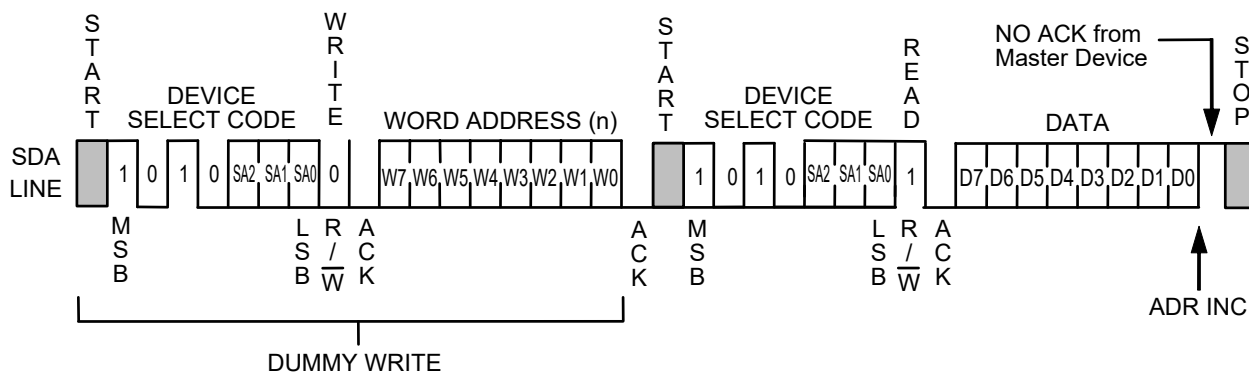 START
WRITE
START
READ
NO ACK from
Master Device
STOP
DEVICE
SELECT CODE
WORD ADDRESS (n)
DEVICE
SELECT CODE
DATA
SDA
LINE
1 0 1 0 SA2 SA1 SA0 0 W7 W6 W5 W4 W3 W2 W1 W0 1 0 1 0 SA2 SA1 SA0 1 D7 D6 D5 D4 D3 D2 D1 D0
MSB
LSB
R/W
ACK
ACK
MSB
LSB
R/W
ACK
ADR INC
DUMMY WRITE